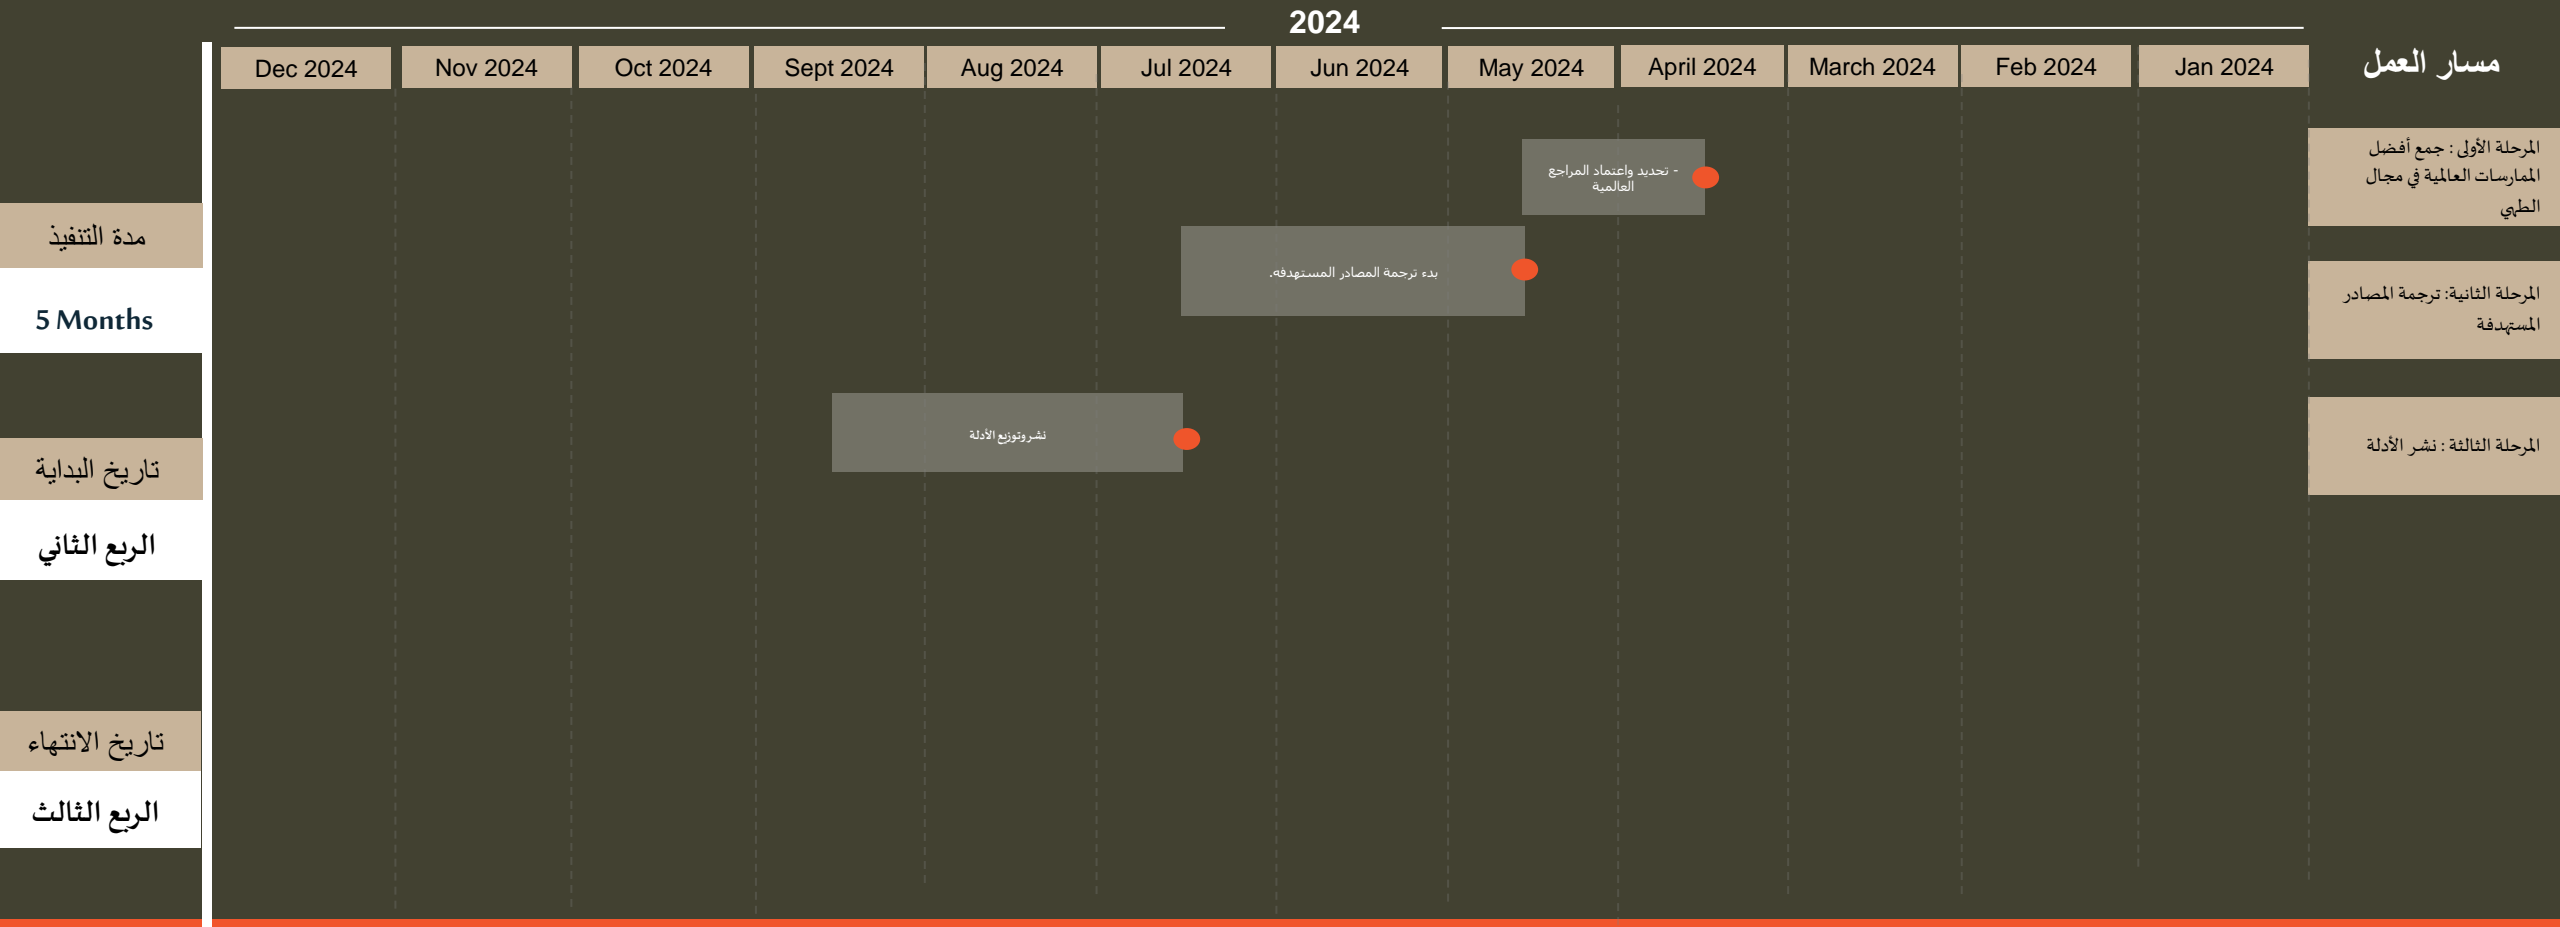 2024
مسار العمل
Jan 2024
Feb 2024
March 2024
April 2024
May 2024
Jun 2024
Jul 2024
Aug 2024
Sept 2024
Oct 2024
Nov 2024
Dec 2024
المرحلة الأولى : جمع أفضل
الممارسات العالمية في مجال
الطهي
- تحديد واعتماد المراجع
العالمية
المرحلة الثانية: ترجمة المصادر
المستهدفة
بدء ترجمة المصادر المستهدفه.
المرحلة الثالثة : نشر الأدلة
نشر وتوزيع الأدلة
مدة التنفيذ
5 Months
تاريخ البداية
الربع الثاني
تاريخ الانتهاء
الربع الثالث